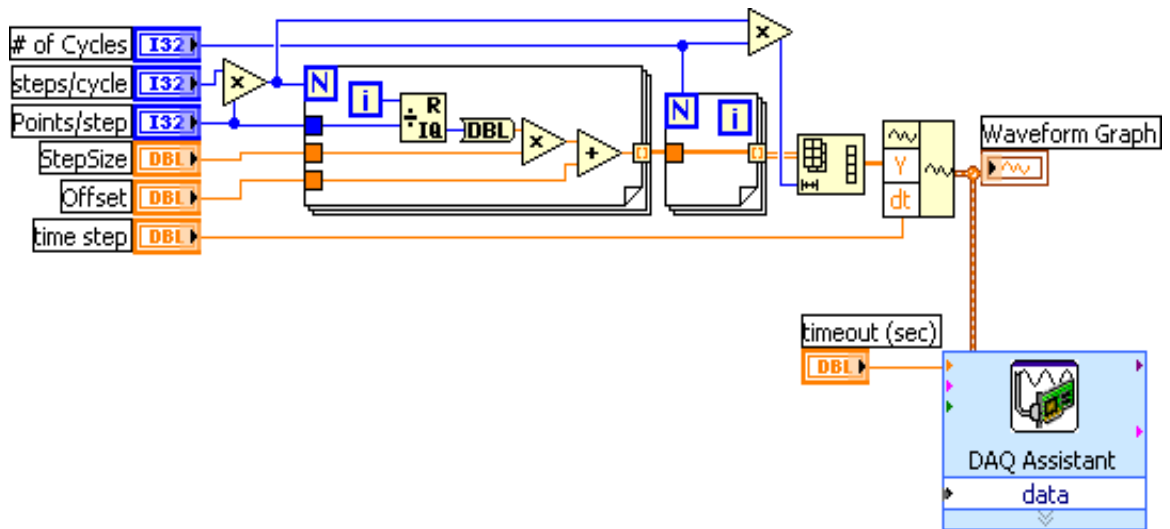 # of Cycles I32
steps/cycle I32
Points/step I32
StepSize DBL
Offset DBL
time step DBL
x
x
N
i
R
IQ
DBL
x
+
N
i
Y
dt
Waveform Graph
timeout (sec)
DBL
DAQ Assistant
data